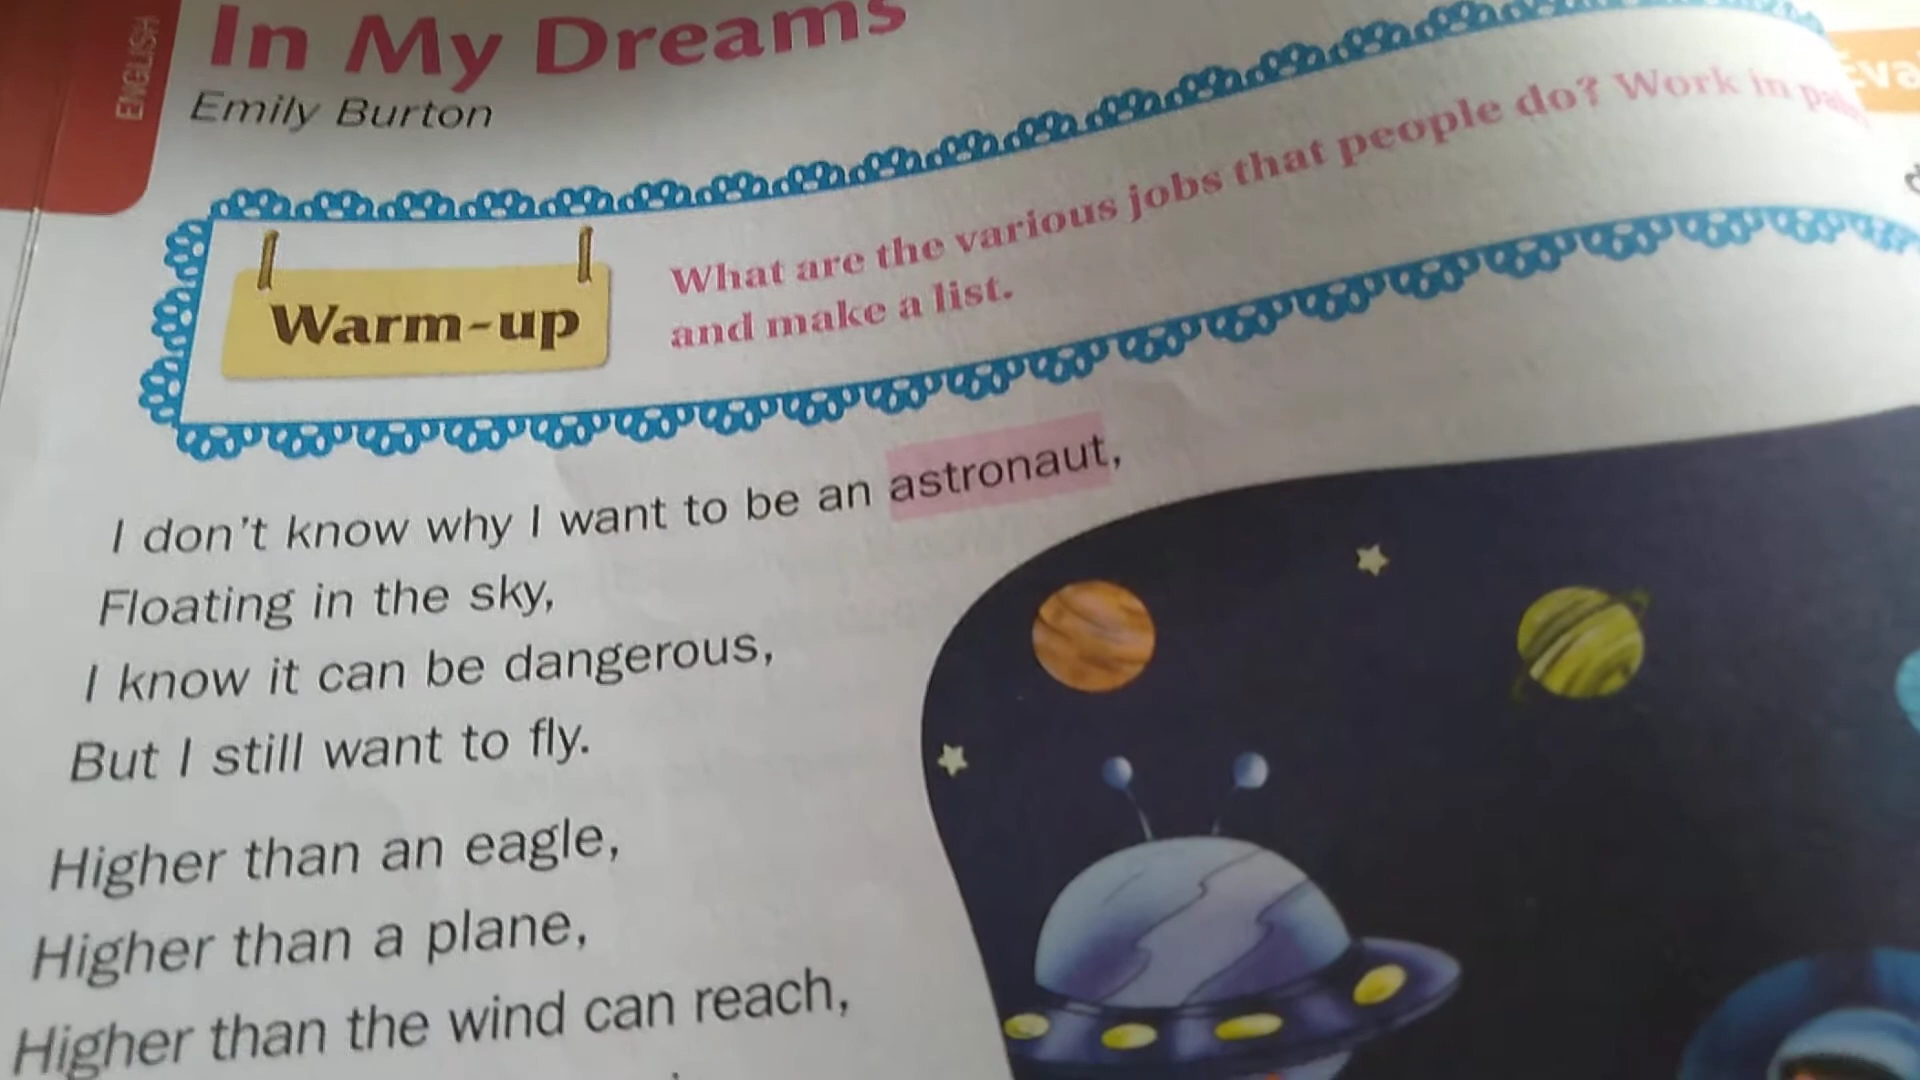 ENGLISH
In My Dreams
Emily Burton
Warm-up
What are the various jobs that people do? Work in
and make a list.
I don't know why I want to be an astronaut,
Floating in the sky,
I know it can be dangerous,
But I still want to fly.
Higher than an eagle,
Higher than a plane,
Higher than the wind can reach,